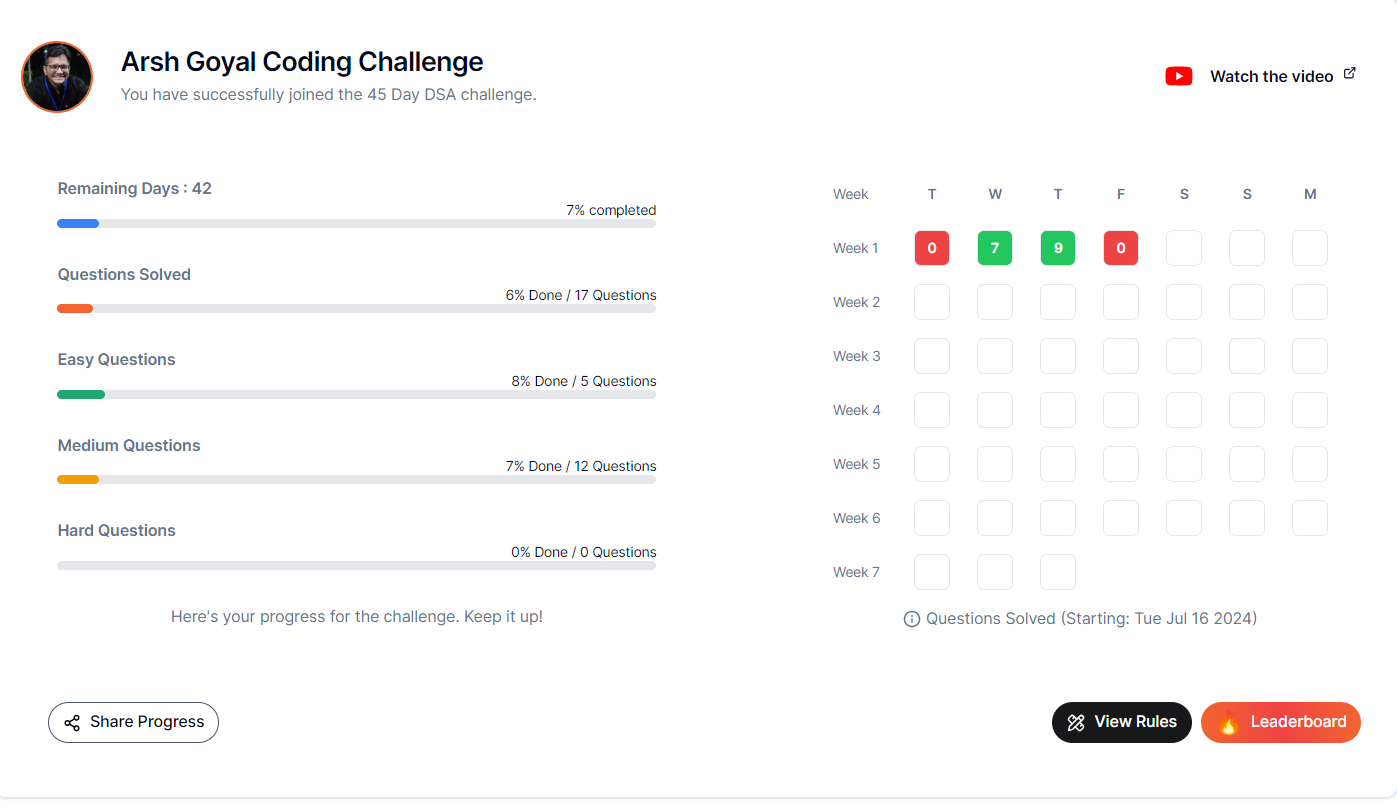 Arsh Goyal Coding Challenge
You have successfully joined the 45 Day DSA challenge.
Watch the video
Remaining Days : 42
7% completed
Questions Solved
6% Done / 17 Questions
Easy Questions
8% Done / 5 Questions
Medium Questions
7% Done / 12 Questions
Hard Questions
0% Done / 0 Questions
Here's your progress for the challenge. Keep it up!
Week T W T F S S M
Week 1 0 7 9 0
Week 2
Week 3
Week 4
Week 5
Week 6
Week 7
Questions Solved (Starting: Tue Jul 16 2024)
Share Progress
View Rules
Leaderboard